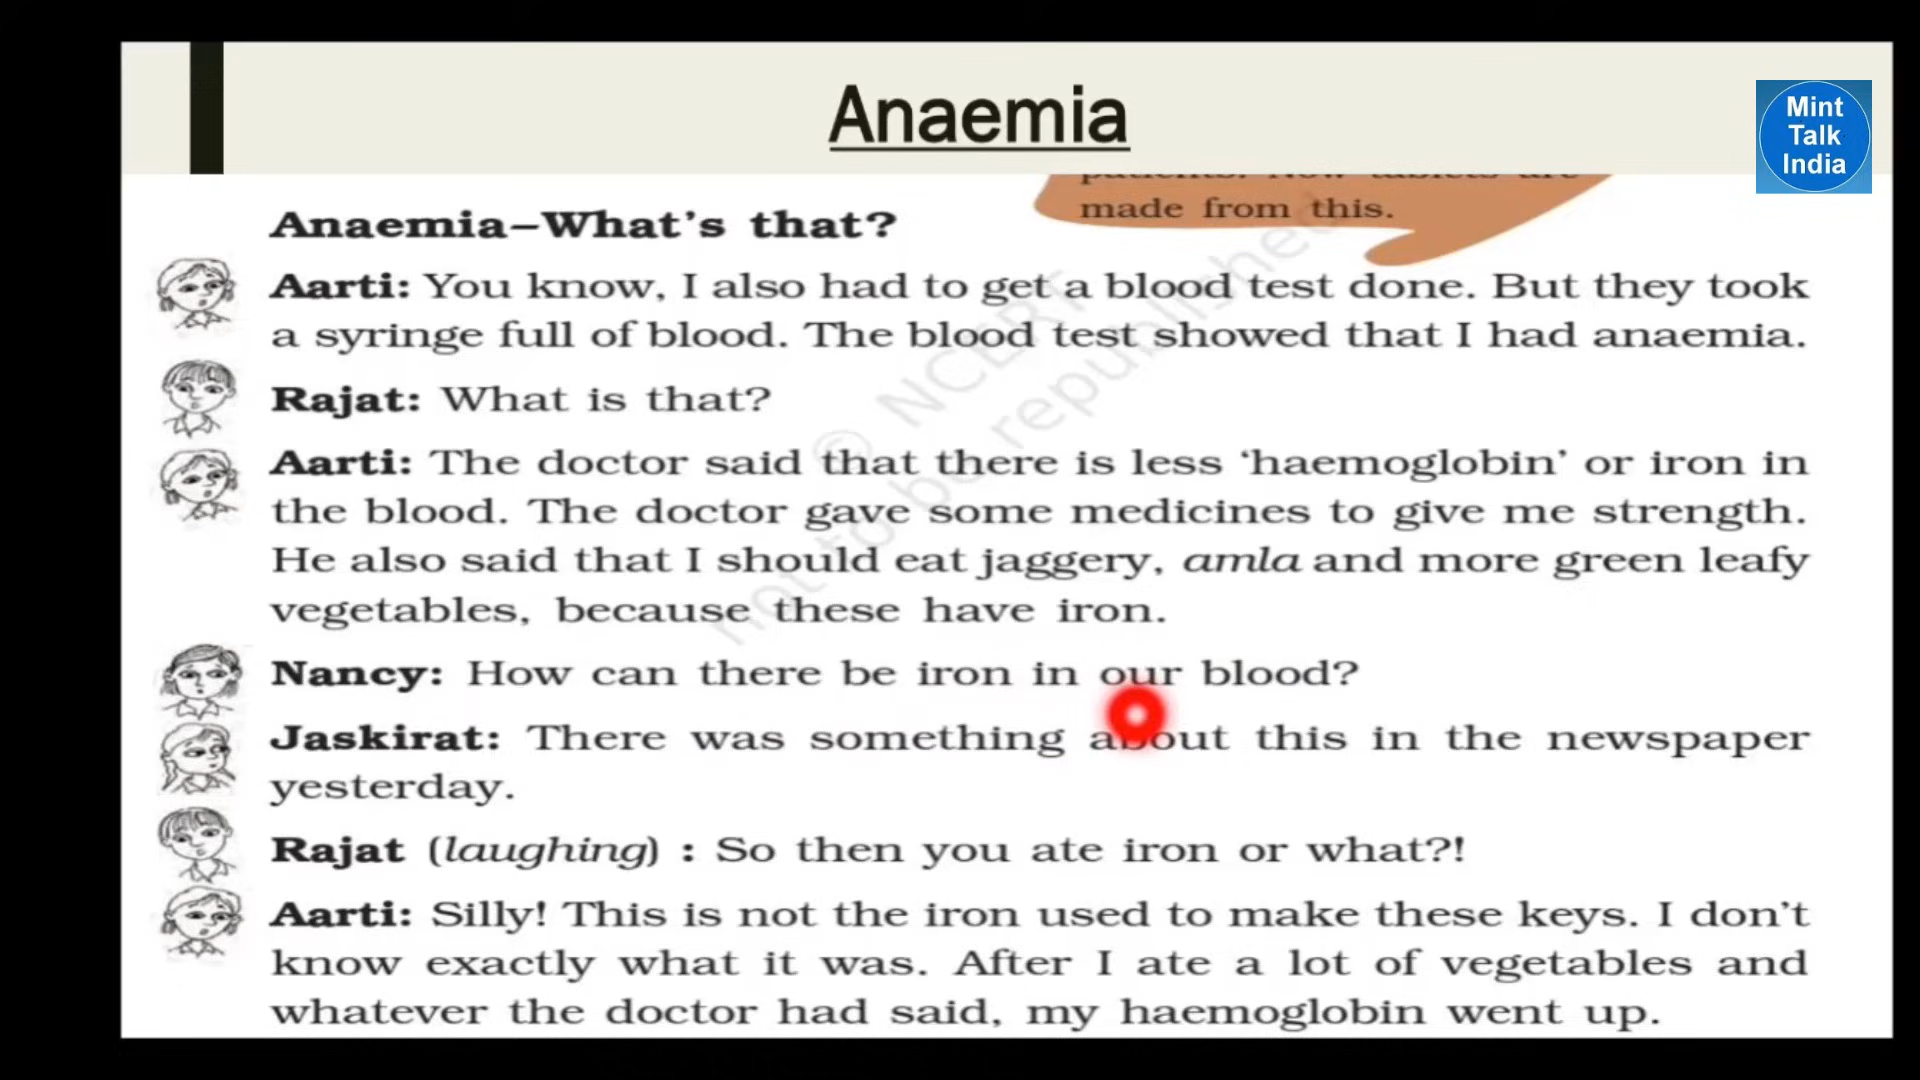 Anaemia
Mint
Talk
India
made from this.
Anaemia–What's that?
Aarti: You know, I also had to get a blood test done. But they took
a syringe full of blood. The blood test showed that I had anaemia.
Rajat: What is that?
Aarti: The doctor said that there is less ‘haemoglobin’ or iron in
the blood. The doctor gave some medicines to give me strength.
He also said that I should eat jaggery, amla and more green leafy
vegetables, because these have iron.
Nancy: How can there be iron in our blood?
Jaskirat: There was something about this in the newspaper
yesterday.
Rajat (laughing) : So then you ate iron or what?!
Aarti: Silly! This is not the iron used to make these keys. I don't
know exactly what it was. After I ate a lot of vegetables and
whatever the doctor had said, my haemoglobin went up.
© NCERT
not to be republished